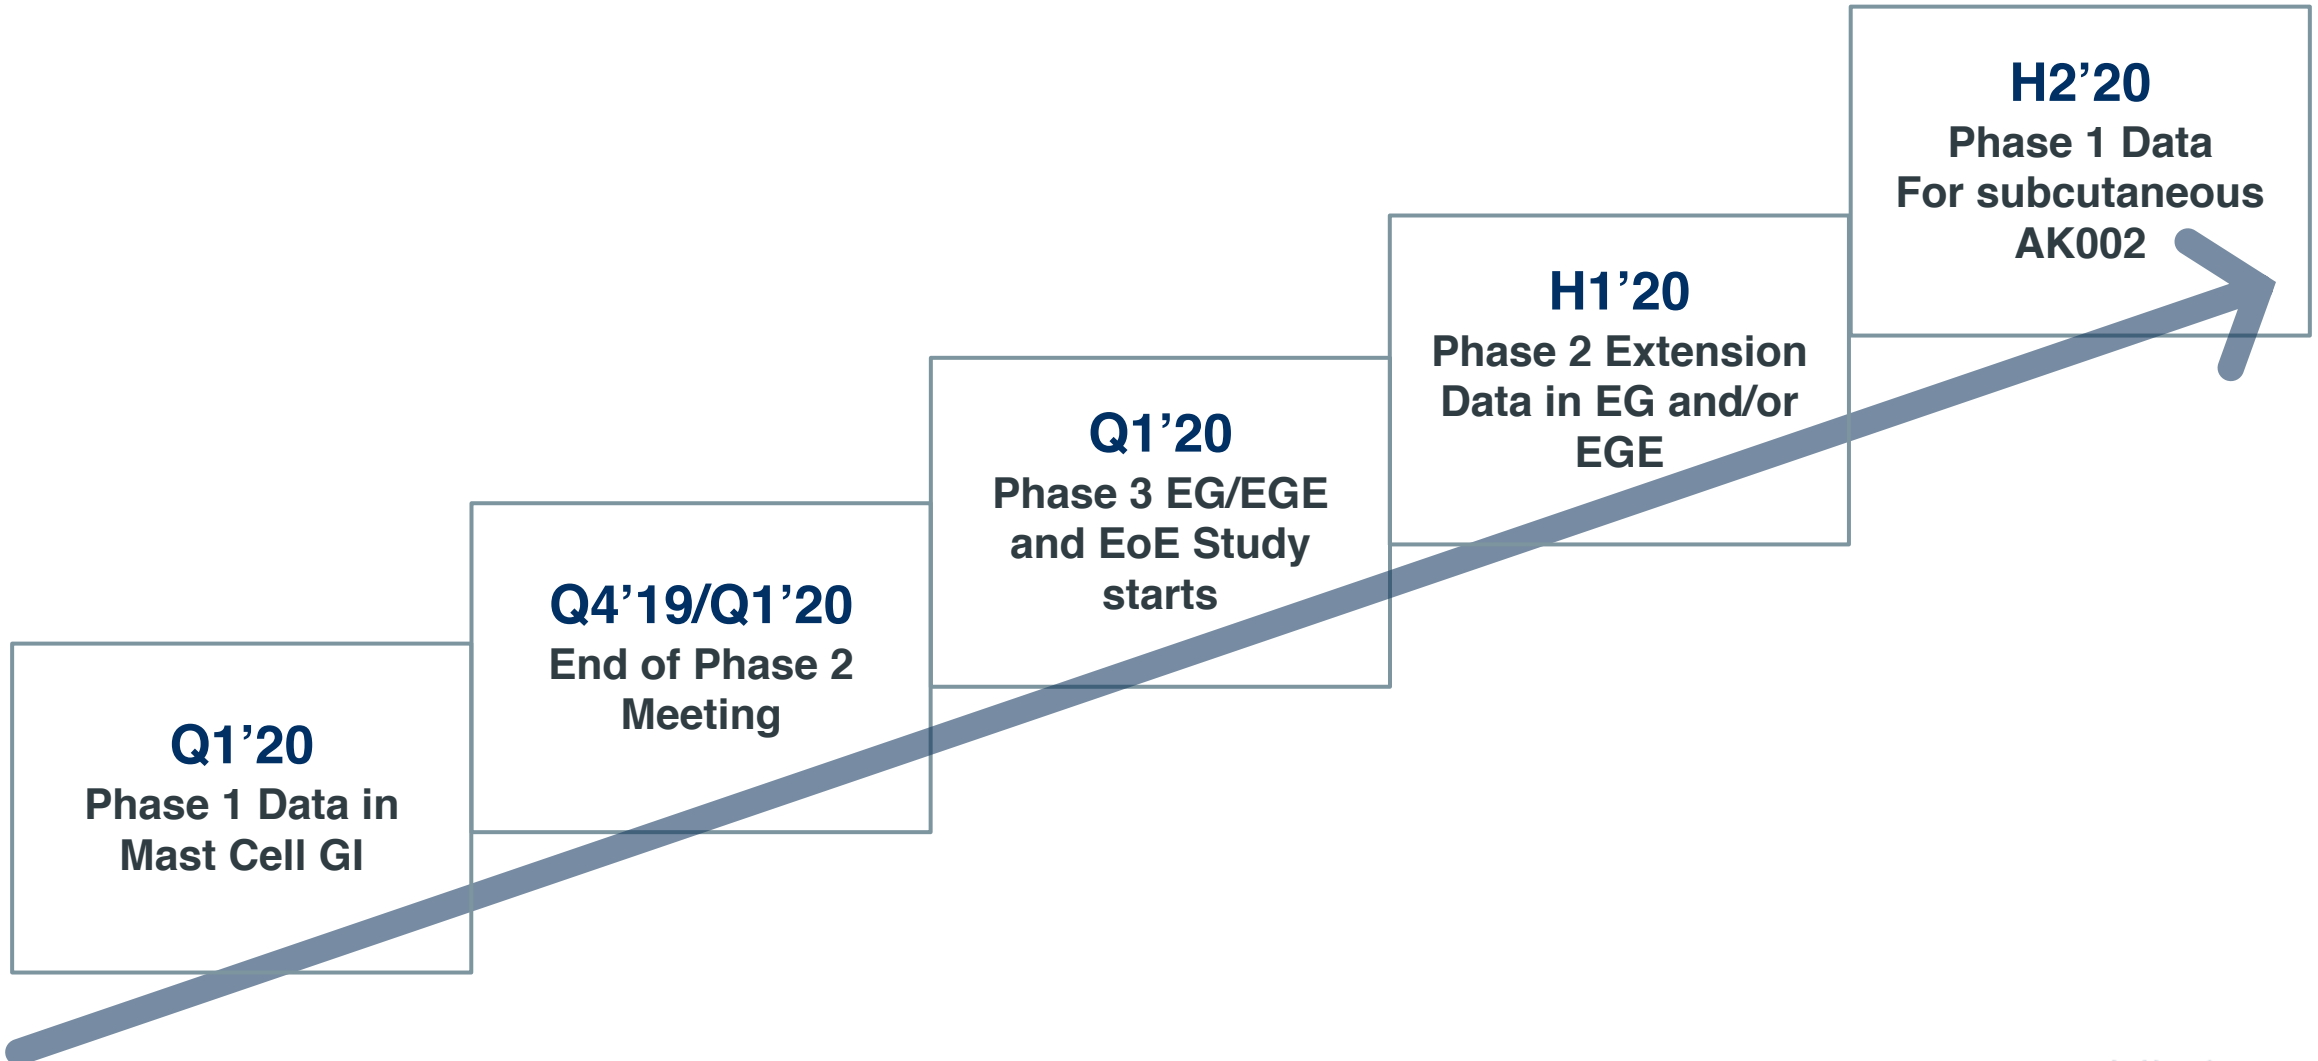 Q1’20
Phase 1 Data in
Mast Cell GI
Q4’19/Q1’20
End of Phase 2
Meeting
Q1’20
Phase 3 EG/EGE
and EoE Study
starts
H1’20
Phase 2 Extension
Data in EG and/or
EGE
H2’20
Phase 1 Data
For subcutaneous
AK002